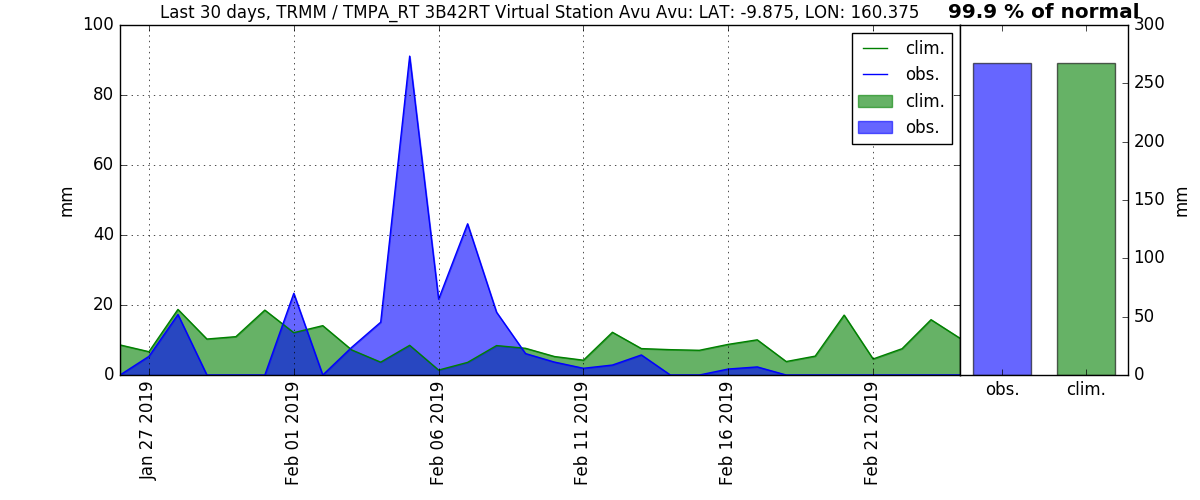 Last 30 days, TRMM / TMPA_RT 3B42RT Virtual Station Avu Avu: LAT: -9.875, LON: 160.375
99.9 % of normal
100
80
60
40
20
0
mm
clim.
obs.
clim.
obs.
Jan 27 2019
Feb 01 2019
Feb 06 2019
Feb 11 2019
Feb 16 2019
Feb 21 2019
300
250
200
150
100
50
0
mm
obs.
clim.